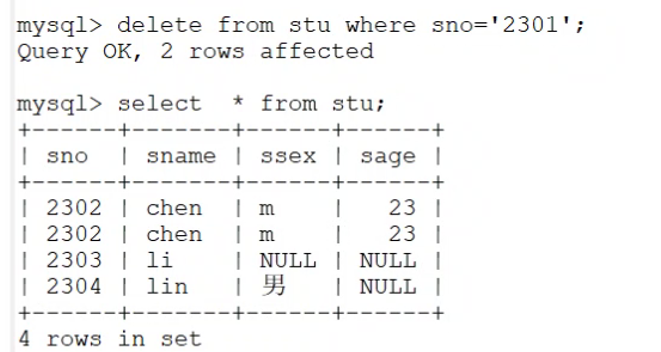 mysql> delete from stu where sno='2301';
Query OK, 2 rows affected
mysql> select  * from stu;
+------+-------+------+------+
| sno  | sname | ssex | sage |
+------+-------+------+------+
| 2302 | chen  | m    |   23 |
| 2302 | chen  | m    |   23 |
| 2303 | li    | NULL | NULL |
| 2304 | lin   | 男   | NULL |
+------+-------+------+------+
4 rows in set